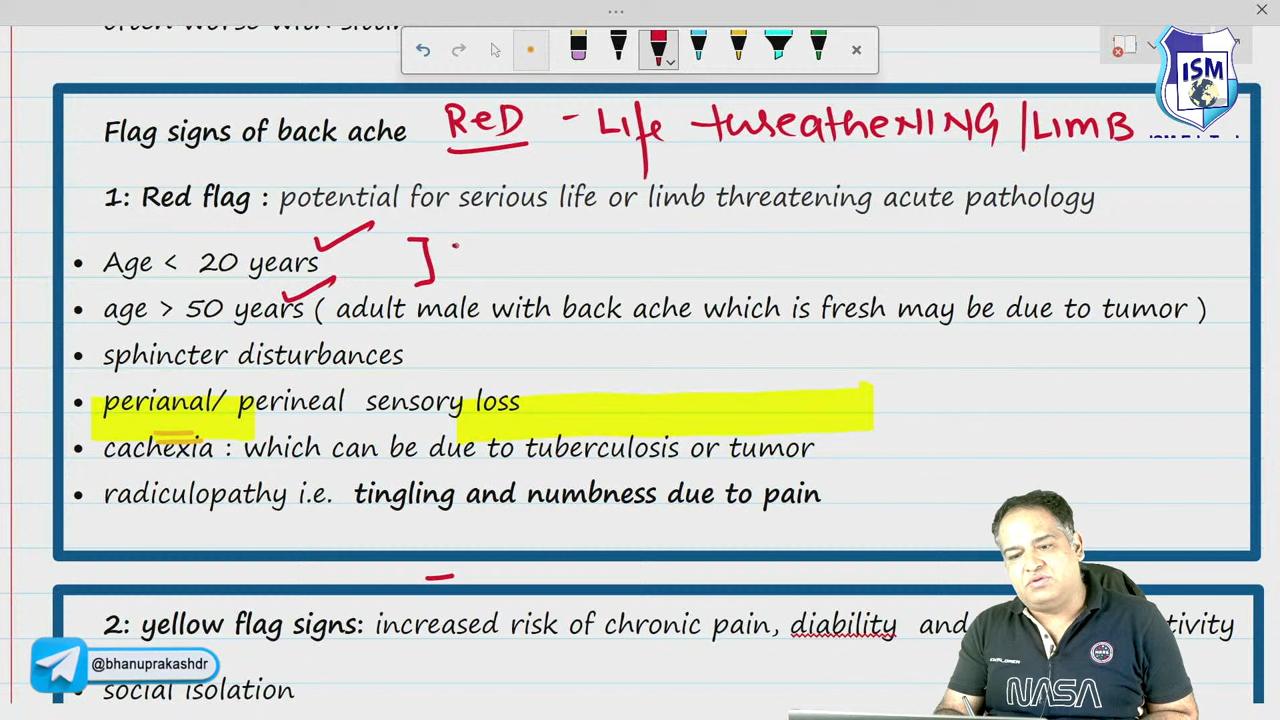 ISM
Flag signs of back ache ReD - Life thReathENING | LimB
1: Red flag : potential for serious life or limb threatening acute pathology
• Age < 20 years
• age > 50 years ( adult male with back ache which is fresh may be due to tumor )
• sphincter disturbances
• perianal/ perineal sensory loss
• cachexia : which can be due to tuberculosis or tumor
• radiculopathy i.e. tingling and numbness due to pain
2: yellow flag signs: increased risk of chronic pain, diability and
@bhanuprakashdr
• social isolation
EXPLORER
NASA